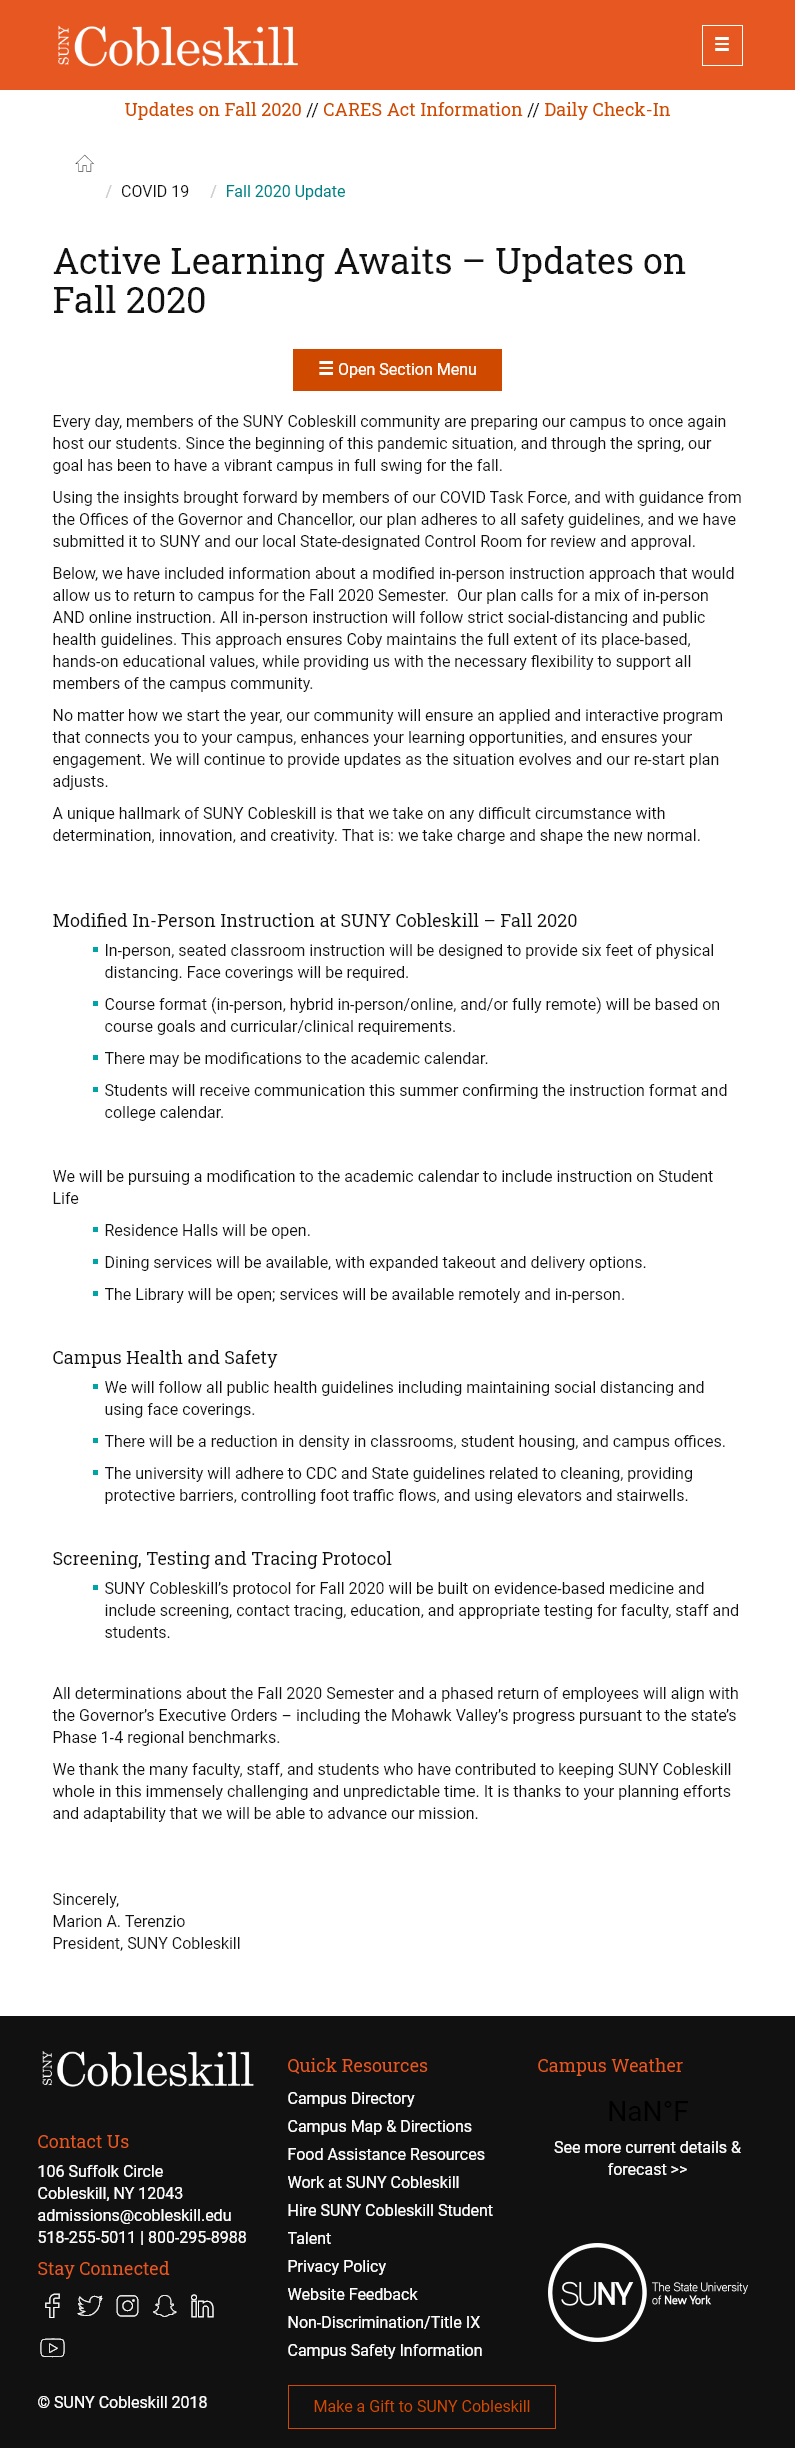 SUNY Cobleskill
Updates on Fall 2020 // CARES Act Information // Daily Check-In
/ COVID 19 / Fall 2020 Update
Active Learning Awaits – Updates on
Fall 2020
Open Section Menu
Every day, members of the SUNY Cobleskill community are preparing our campus to once again
host our students. Since the beginning of this pandemic situation, and through the spring, our
goal has been to have a vibrant campus in full swing for the fall.
Using the insights brought forward by members of our COVID Task Force, and with guidance from
the Offices of the Governor and Chancellor, our plan adheres to all safety guidelines, and we have
submitted it to SUNY and our local State-designated Control Room for review and approval.
Below, we have included information about a modified in-person instruction approach that would
allow us to return to campus for the Fall 2020 Semester.  Our plan calls for a mix of in-person
AND online instruction. All in-person instruction will follow strict social-distancing and public
health guidelines. This approach ensures Coby maintains the full extent of its place-based,
hands-on educational values, while providing us with the necessary flexibility to support all
members of the campus community.
No matter how we start the year, our community will ensure an applied and interactive program
that connects you to your campus, enhances your learning opportunities, and ensures your
engagement. We will continue to provide updates as the situation evolves and our re-start plan
adjusts.
A unique hallmark of SUNY Cobleskill is that we take on any difficult circumstance with
determination, innovation, and creativity. That is: we take charge and shape the new normal.
Modified In-Person Instruction at SUNY Cobleskill – Fall 2020
In-person, seated classroom instruction will be designed to provide six feet of physical
distancing. Face coverings will be required.
Course format (in-person, hybrid in-person/online, and/or fully remote) will be based on
course goals and curricular/clinical requirements.
There may be modifications to the academic calendar.
Students will receive communication this summer confirming the instruction format and
college calendar.
We will be pursuing a modification to the academic calendar to include instruction on Student
Life
Residence Halls will be open.
Dining services will be available, with expanded takeout and delivery options.
The Library will be open; services will be available remotely and in-person.
Campus Health and Safety
We will follow all public health guidelines including maintaining social distancing and
using face coverings.
There will be a reduction in density in classrooms, student housing, and campus offices.
The university will adhere to CDC and State guidelines related to cleaning, providing
protective barriers, controlling foot traffic flows, and using elevators and stairwells.
Screening, Testing and Tracing Protocol
SUNY Cobleskill’s protocol for Fall 2020 will be built on evidence-based medicine and
include screening, contact tracing, education, and appropriate testing for faculty, staff and
students.
All determinations about the Fall 2020 Semester and a phased return of employees will align with
the Governor’s Executive Orders – including the Mohawk Valley’s progress pursuant to the state’s
Phase 1-4 regional benchmarks.
We thank the many faculty, staff, and students who have contributed to keeping SUNY Cobleskill
whole in this immensely challenging and unpredictable time. It is thanks to your planning efforts
and adaptability that we will be able to advance our mission.
Sincerely,
Marion A. Terenzio
President, SUNY Cobleskill
SUNY Cobleskill
Contact Us
106 Suffolk Circle
Cobleskill, NY 12043
admissions@cobleskill.edu
518-255-5011 | 800-295-8988
Stay Connected
© SUNY Cobleskill 2018
Quick Resources
Campus Directory
Campus Map & Directions
Food Assistance Resources
Work at SUNY Cobleskill
Hire SUNY Cobleskill Student
Talent
Privacy Policy
Website Feedback
Non-Discrimination/Title IX
Campus Safety Information
Make a Gift to SUNY Cobleskill
Campus Weather
NaN°F
See more current details &
forecast >>
SUNY
The State University
of New York